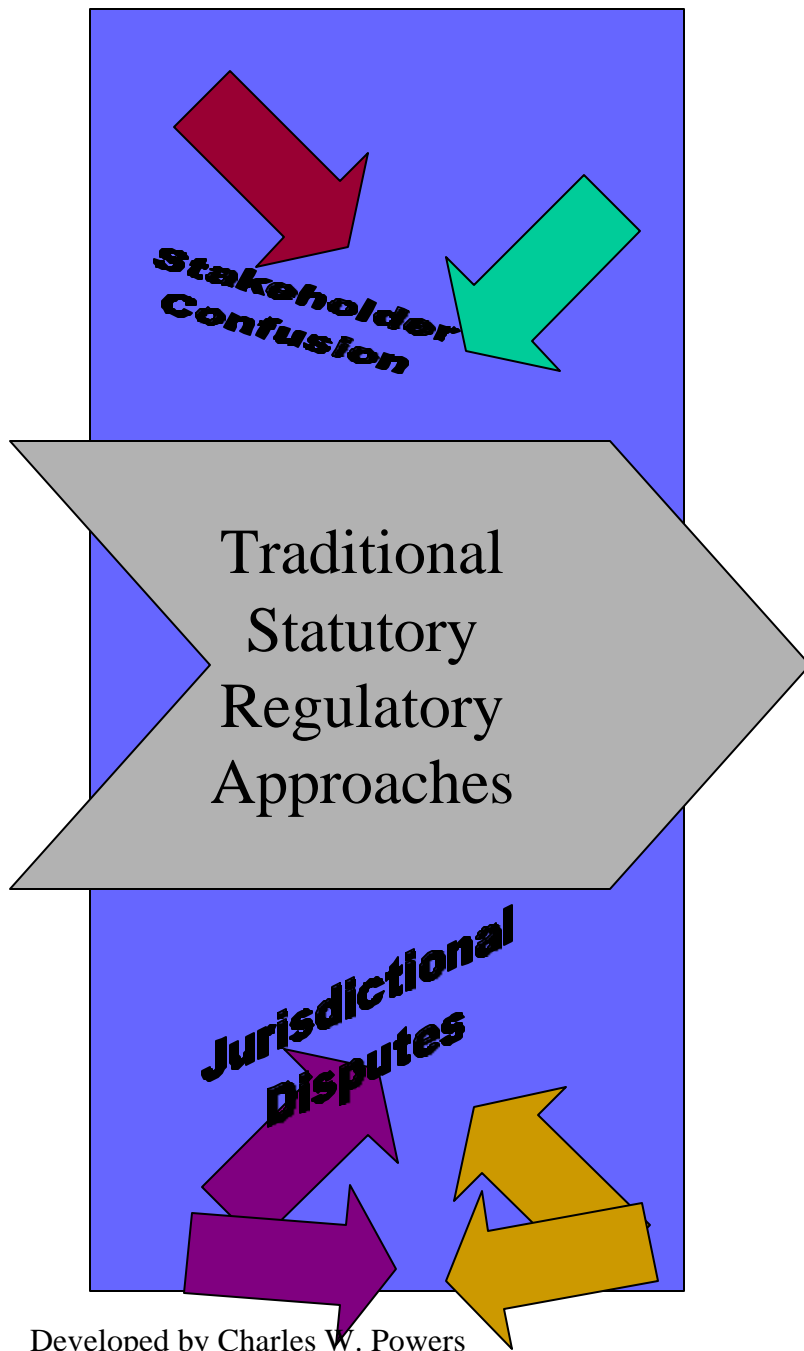 Stakeholder
Confusion
Traditional
Statutory
Regulatory
Approaches
Jurisdictional
Disputes
Developed by Charles W. Powers